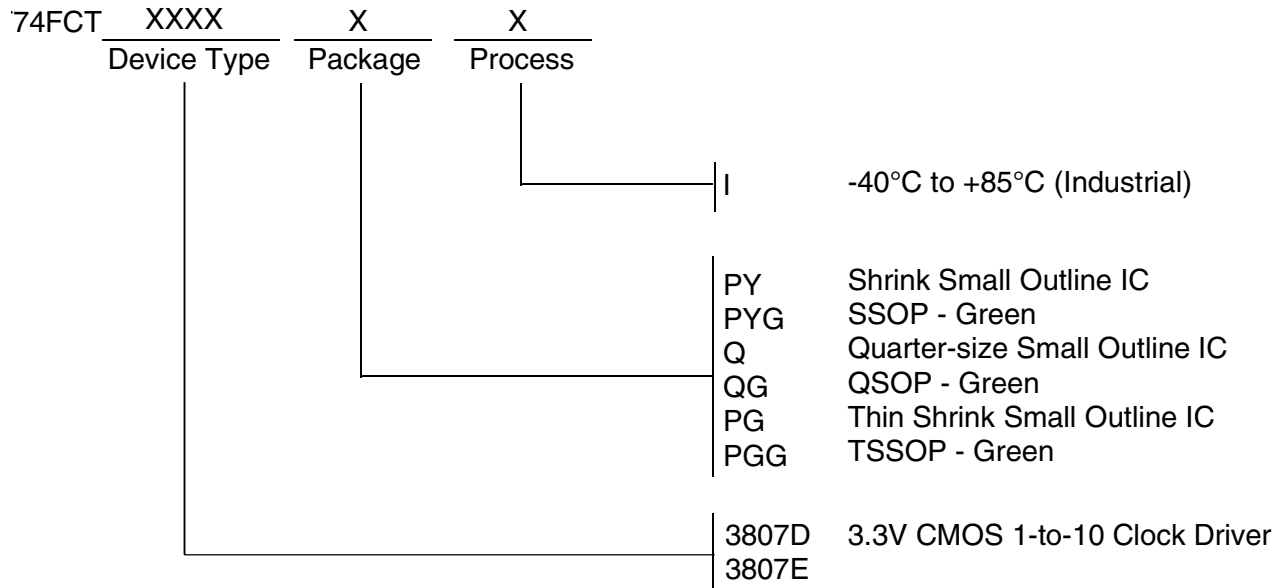 74FCT XXXX X X
Device Type Package Process
I -40°C to +85°C (Industrial)
PY Shrink Small Outline IC
PYG SSOP - Green
Q Quarter-size Small Outline IC
QG QSOP - Green
PG Thin Shrink Small Outline IC
PGG TSSOP - Green
3807D 3.3V CMOS 1-to-10 Clock Driver
3807E